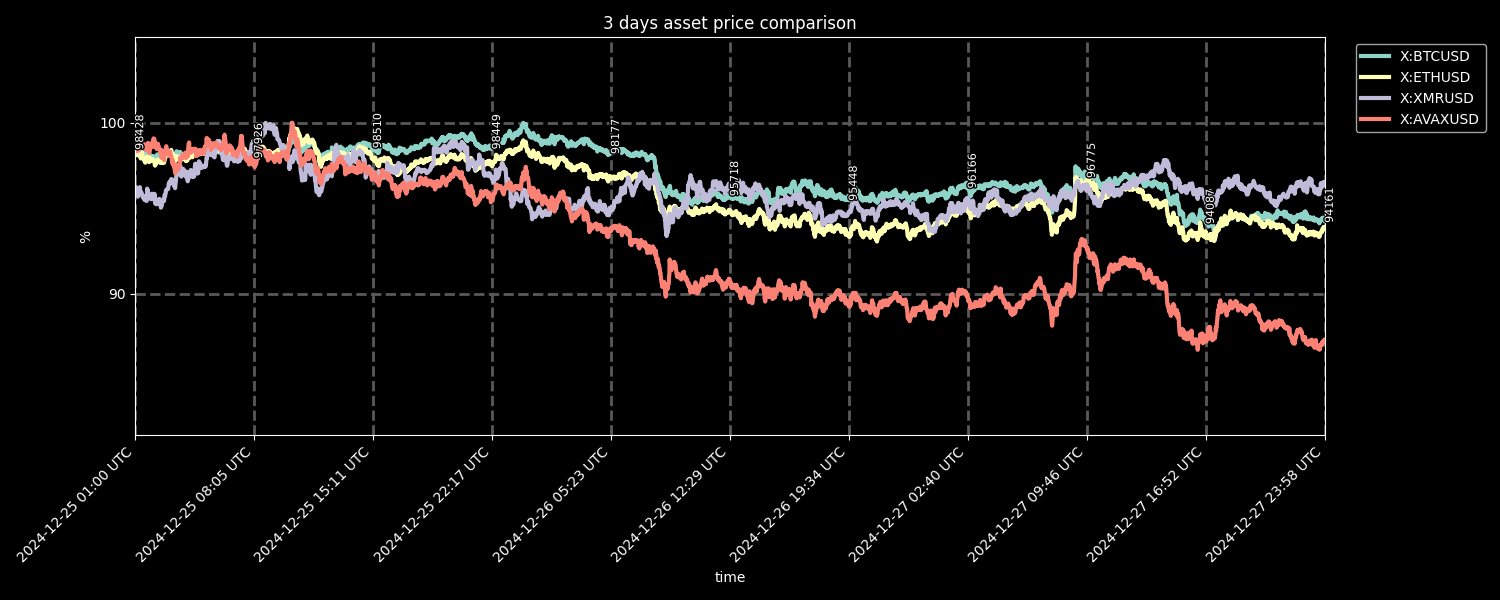 3 days asset price comparison
X:BTCUSD
X:ETHUSD
X:XMRUSD
X:AVAXUSD
%
100
90
98428
97926
98510
98449
98177
95718
95448
96166
96775
94087
94161
2024-12-25 01:00 UTC
2024-12-25 08:05 UTC
2024-12-25 15:11 UTC
2024-12-25 22:17 UTC
2024-12-26 05:23 UTC
2024-12-26 12:29 UTC
2024-12-26 19:34 UTC
2024-12-27 02:40 UTC
2024-12-27 09:46 UTC
2024-12-27 16:52 UTC
2024-12-27 23:58 UTC
time